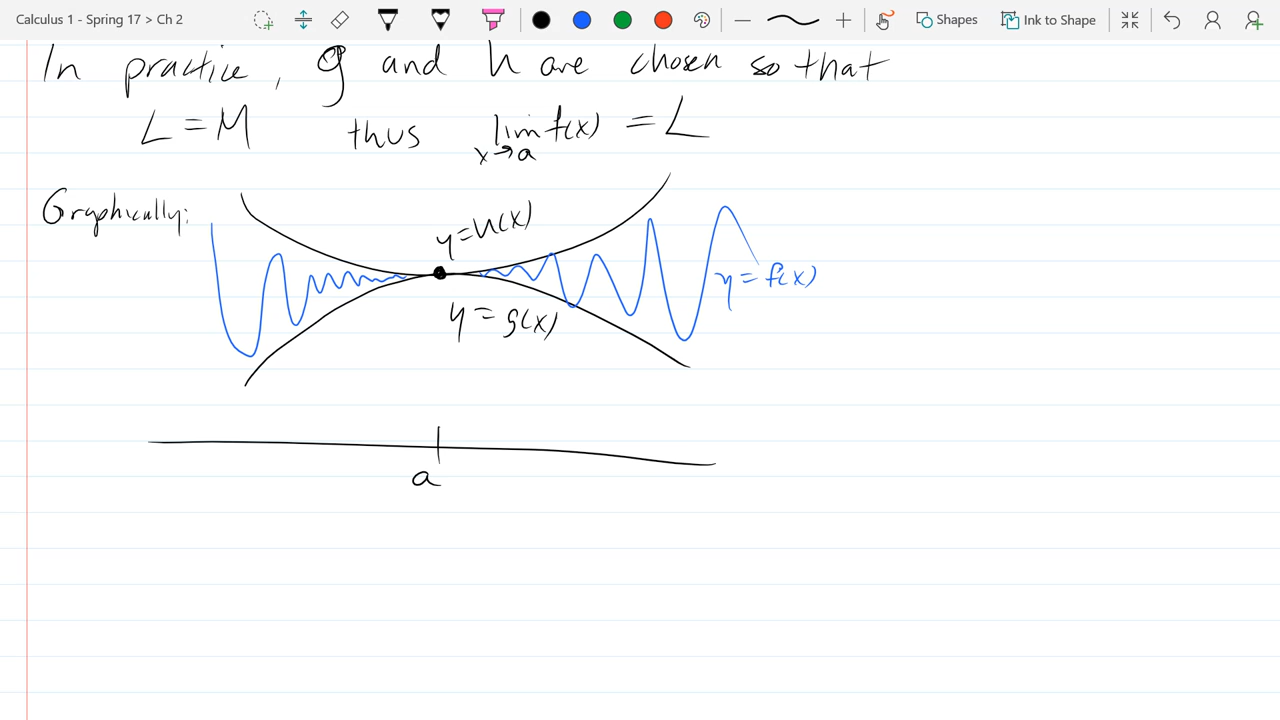 Calculus 1 - Spring 17 > Ch 2
Shapes
Ink to Shape
In practice, g and h are chosen so that
L = M thus lim f(x) = L
x→a
Graphically:
y=h(x)
y = f(x)
y = g(x)
a